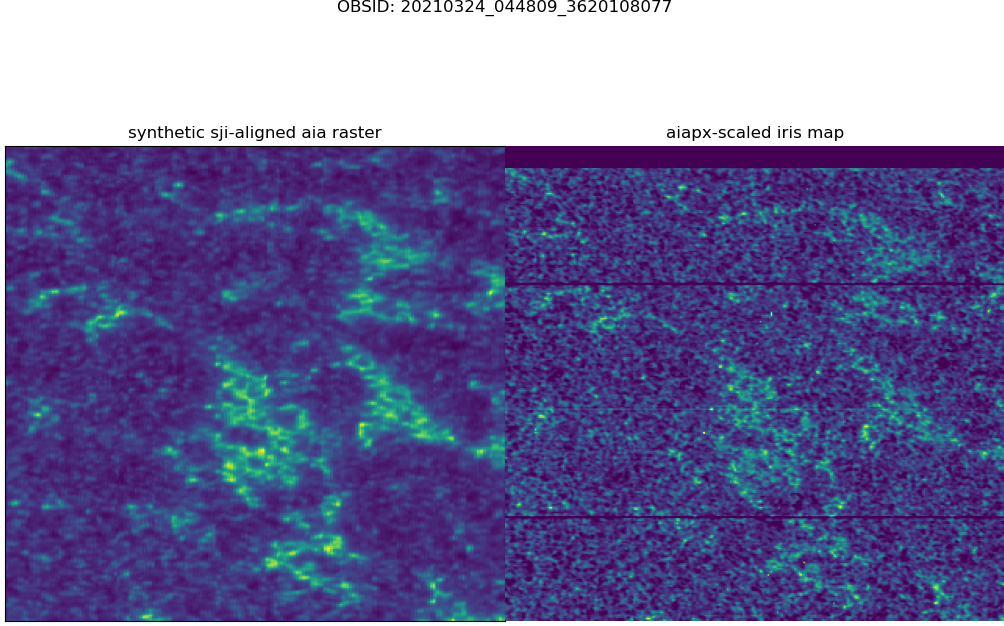 OBSID: 20210324_044809_3620108077
synthetic sji-aligned aia raster
aiapx-scaled iris map